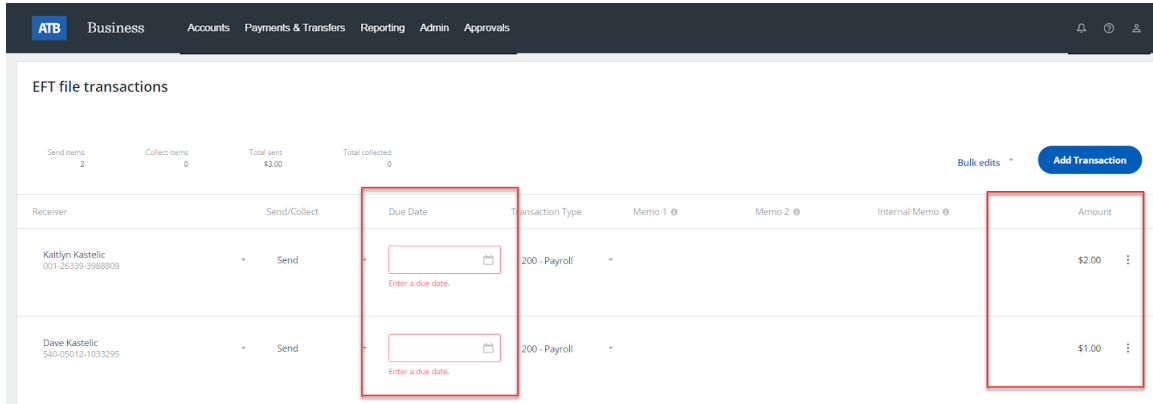 ATB Business Accounts Payments & Transfers Reporting Admin Approvals
EFT file transactions
Send items Collect items Total sent Total collected
2 0 $3.00 0
Bulk edits Add Transaction
Receiver Send/Collect Due Date Transaction Type Memo 1 Memo 2 Internal Memo Amount
Kaitlyn Kastelic Send 200 - Payroll $2.00
001-26339-3988809
Enter a due date.
Dave Kastelic Send 200 - Payroll $1.00
540-05012-1033295
Enter a due date.